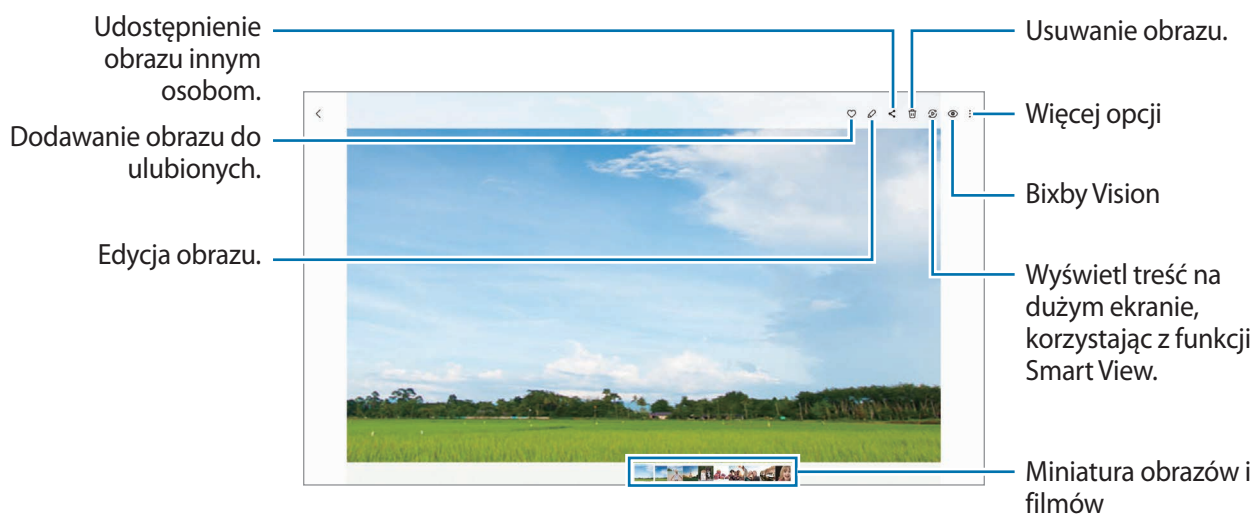 Udostępnienie
obrazu innym
osobom.
Dodawanie obrazu do
ulubionych.
Edycja obrazu.
Usuwanie obrazu.
Więcej opcji
Bixby Vision
Wyświetl treść na
dużym ekranie,
korzystając z funkcji
Smart View.
Miniatura obrazów i
filmów